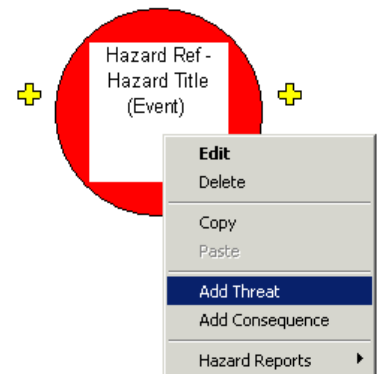 Hazard Ref -
Hazard Title
(Event)
Edit
Delete
Copy
Paste
Add Threat
Add Consequence
Hazard Reports